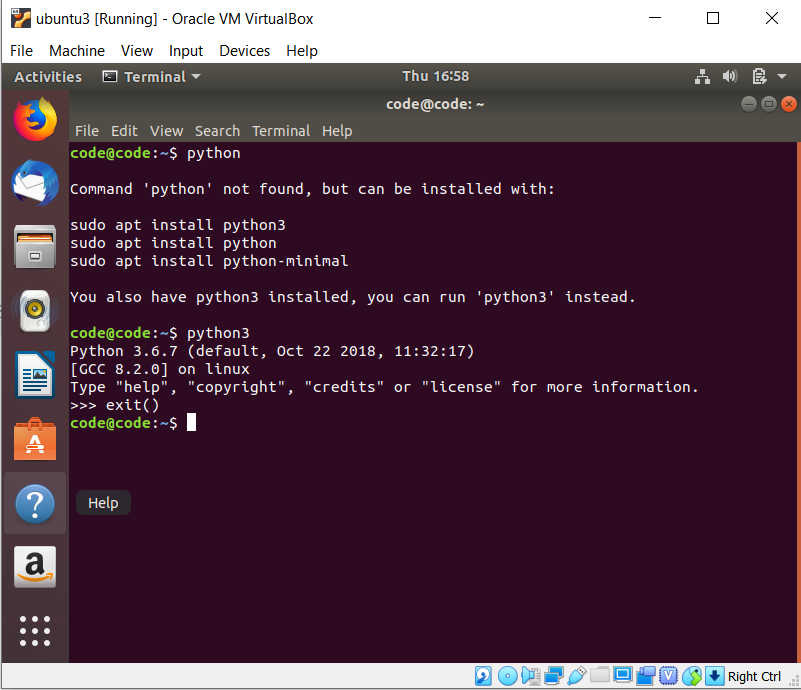 ubuntu3 [Running] - Oracle VM VirtualBox
File Machine View Input Devices Help
Activities Terminal Thu 16:58
code@code: ~
File Edit View Search Terminal Help
code@code:~$ python
Command 'python' not found, but can be installed with:
sudo apt install python3
sudo apt install python
sudo apt install python-minimal
You also have python3 installed, you can run 'python3' instead.
code@code:~$ python3
Python 3.6.7 (default, Oct 22 2018, 11:32:17)
[GCC 8.2.0] on linux
Type "help", "copyright", "credits" or "license" for more information.
>>> exit()
code@code:~$
Help
Right Ctrl